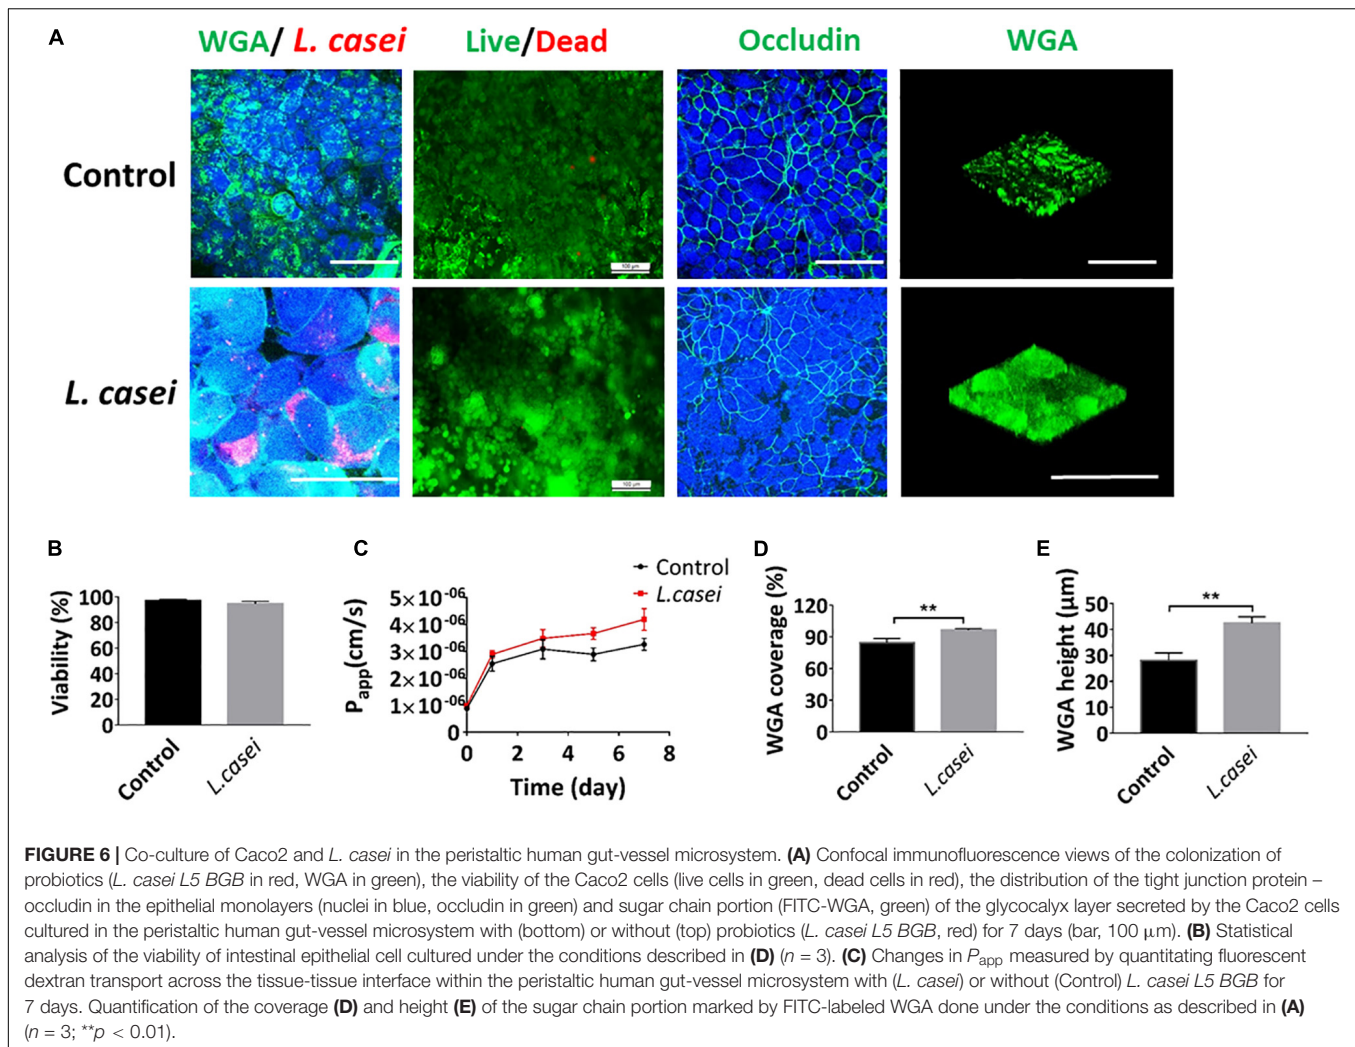 A
WGA/ L. casei
Live/Dead
Occludin
WGA
Control
100 µm
L. casei
100 µm
B
Viability (%)
100
80
60
40
20
0
Control
L.casei
C
Control
L.casei
P app (cm/s)
5×10-06
4×10-06
3×10-06
2×10-06
1×10-06
0
0 2 4 6 8
Time (day)
D
WGA coverage (%)
120
90
60
30
0
**
Control
L.casei
E
WGA height (µm)
50
40
30
20
10
0
**
Control
L.casei
FIGURE 6 | Co-culture of Caco2 and L. casei in the peristaltic human gut-vessel microsystem. (A) Confocal immunofluorescence views of the colonization of
probiotics (L. casei L5 BGB in red, WGA in green), the viability of the Caco2 cells (live cells in green, dead cells in red), the distribution of the tight junction protein –
occludin in the epithelial monolayers (nuclei in blue, occludin in green) and sugar chain portion (FITC-WGA, green) of the glycocalyx layer secreted by the Caco2 cells
cultured in the peristaltic human gut-vessel microsystem with (bottom) or without (top) probiotics (L. casei L5 BGB, red) for 7 days (bar, 100 µm). (B) Statistical
analysis of the viability of intestinal epithelial cell cultured under the conditions described in (D) (n = 3). (C) Changes in Papp measured by quantitating fluorescent
dextran transport across the tissue-tissue interface within the peristaltic human gut-vessel microsystem with (L. casei) or without (Control) L. casei L5 BGB for
7 days. Quantification of the coverage (D) and height (E) of the sugar chain portion marked by FITC-labeled WGA done under the conditions as described in (A)
(n = 3; **p < 0.01).